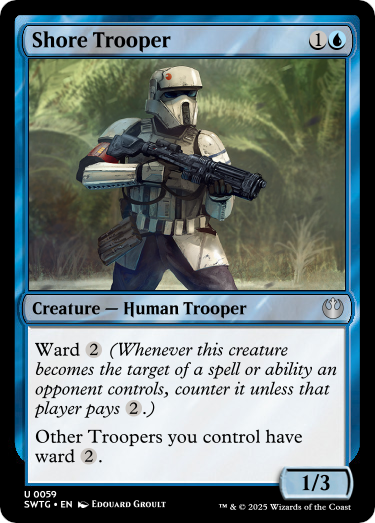 Shore Trooper 1
Creature — Human Trooper
Ward 2 (Whenever this creature
becomes the target of a spell or ability an
opponent controls, counter it unless that
player pays 2.)
Other Troopers you control have
ward 2.
1/3
U 0059
SWTG • EN Edouard Groult
™ & © 2025 Wizards of the Coast